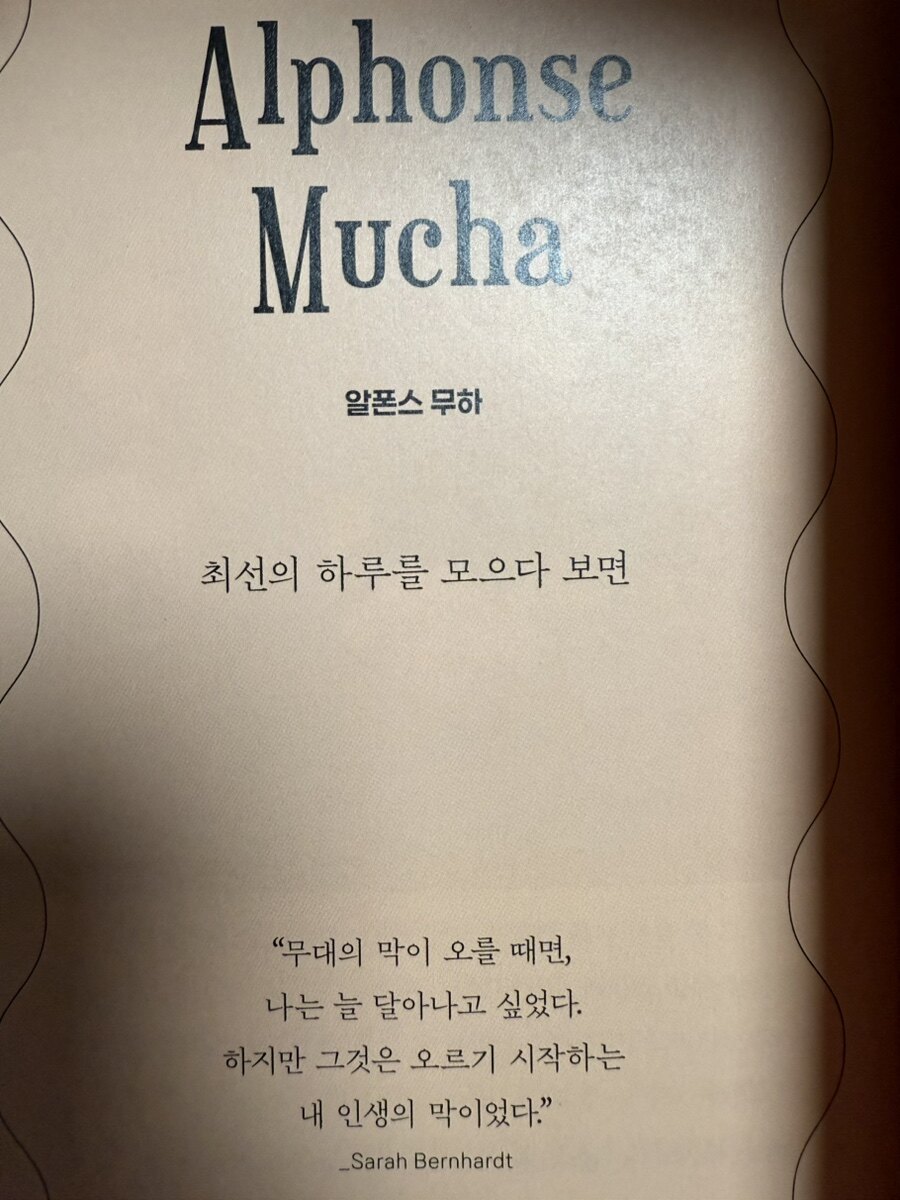 Alphonse
Mucha
알폰스 무하
최선의 하루를 모으다 보면
“무대의 막이 오를 때면,
나는 늘 달아나고 싶었다.
하지만 그것은 오르기 시작하는
내 인생의 막이었다.”
_Sarah Bernhardt